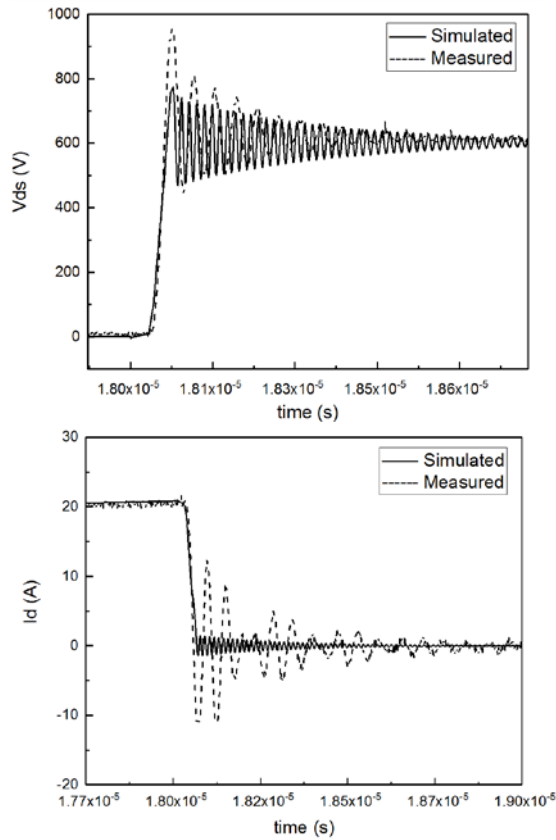 1000
800
600
400
200
0
Vds (V)
Simulated
Measured
1.80x10⁻⁵ 1.81x10⁻⁵ 1.83x10⁻⁵ 1.85x10⁻⁵ 1.86x10⁻⁵
time (s)
30
20
10
0
-10
-20
Id (A)
Simulated
Measured
1.77x10⁻⁵ 1.80x10⁻⁵ 1.82x10⁻⁵ 1.85x10⁻⁵ 1.87x10⁻⁵ 1.90x10⁻⁵
time (s)